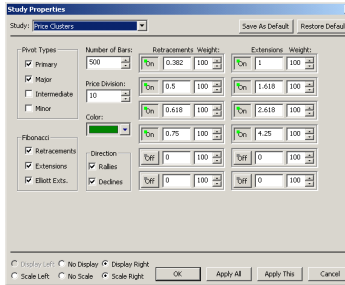 Study Properties
Study: Price Clusters
Save As Default
Restore Defaul
Pivot Types
Primary
Major
Intermediate
Minor
Fibonacci
Retracements
Extensions
Elliott Exts.
Number of Bars:
500
Price Division:
10
Color:
Direction
Rallies
Declines
Retracements Weight:
On 0.382 100
On 0.5 100
On 0.618 100
On 0.75 100
Off 0 100
Off 0 100
Extensions Weight:
On 1 100
On 1.618 100
On 2.618 100
On 4.25 100
Off 0 100
Off 0 100
Display Left No Display Display Right
Scale Left No Scale Scale Right
OK
Apply All
Apply This
Cancel